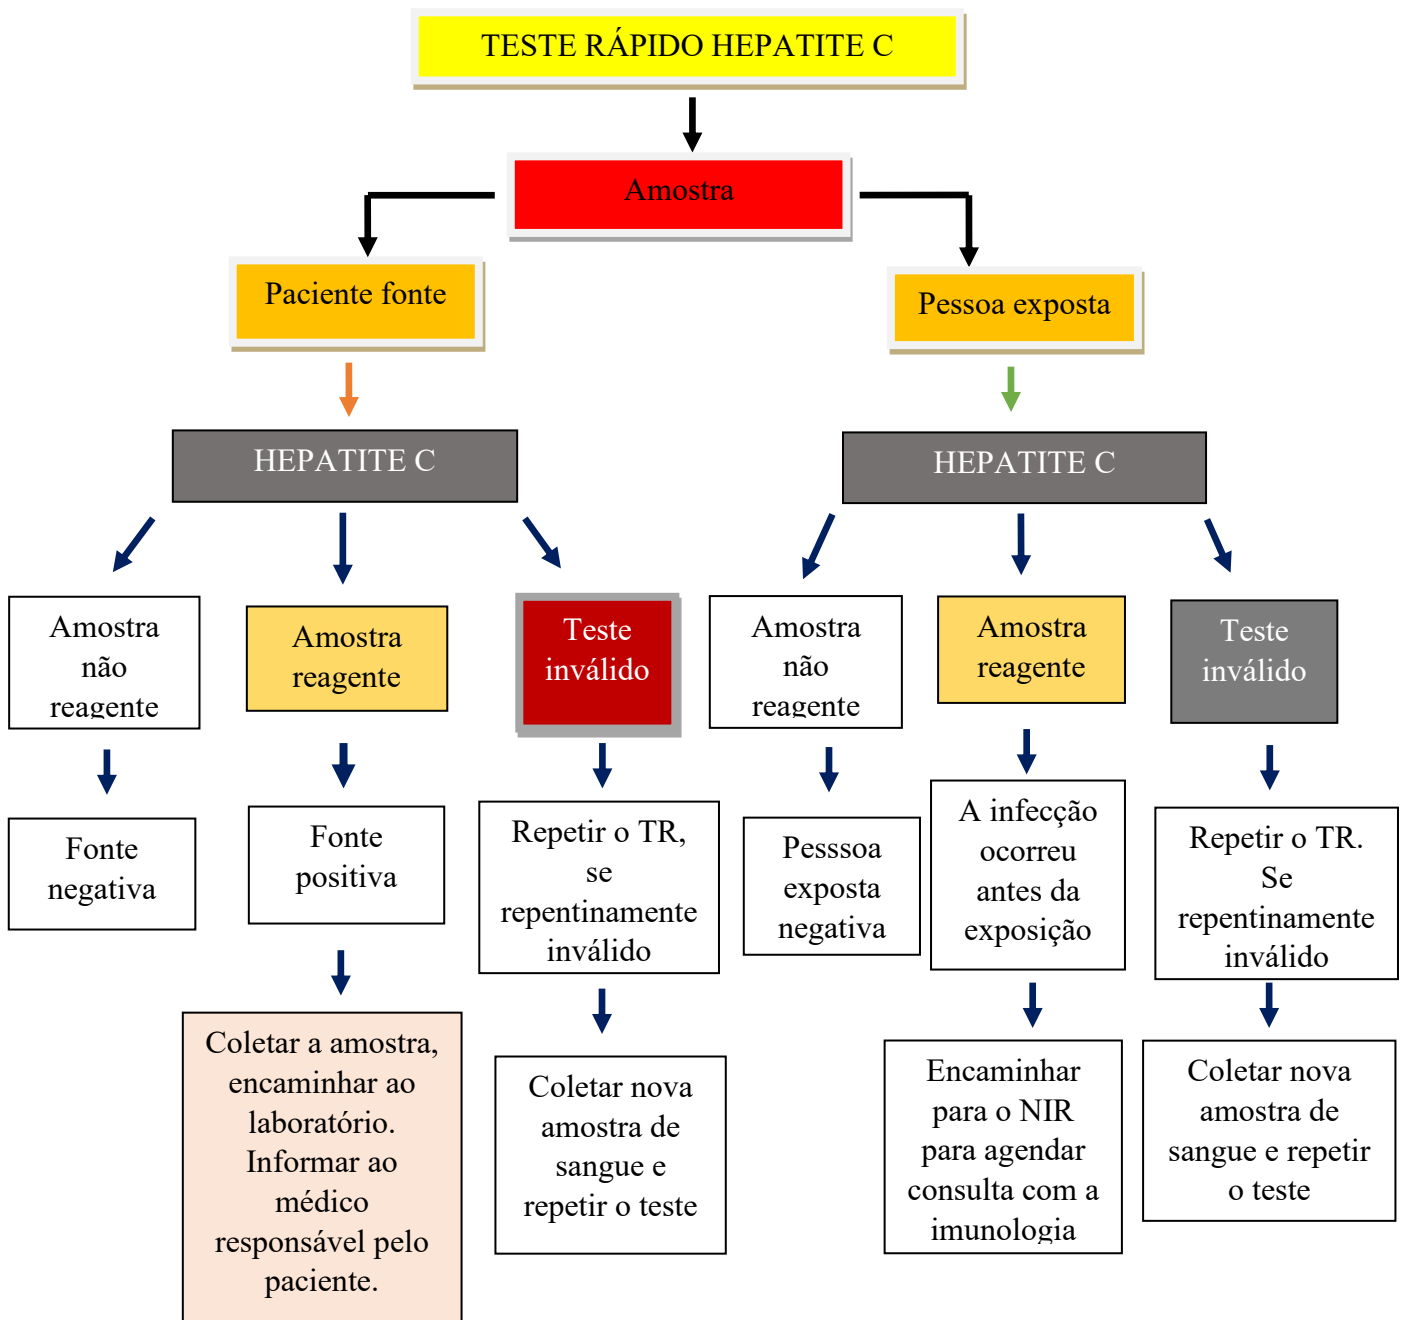 TESTE RÁPIDO HEPATITE C
Amostra
Paciente fonte
Pessoa exposta
HEPATITE C
HEPATITE C
Amostra
não
reagente
Amostra
reagente
Teste
inválido
Amostra
não
reagente
Amostra
reagente
Teste
inválido
Fonte
negativa
Fonte
positiva
Repetir o TR,
se
repentinamente
inválido
Pesssoa
exposta
negativa
A infecção
ocorreu
antes da
exposição
Repetir o TR.
Se
repentinamente
inválido
Coletar a amostra,
encaminhar ao
laboratório.
Informar ao
médico
responsável pelo
paciente.
Coletar nova
amostra de
sangue e
repetir o teste
Encaminhar
para o NIR
para agendar
consulta com a
imunologia
Coletar nova
amostra de
sangue e repetir
o teste